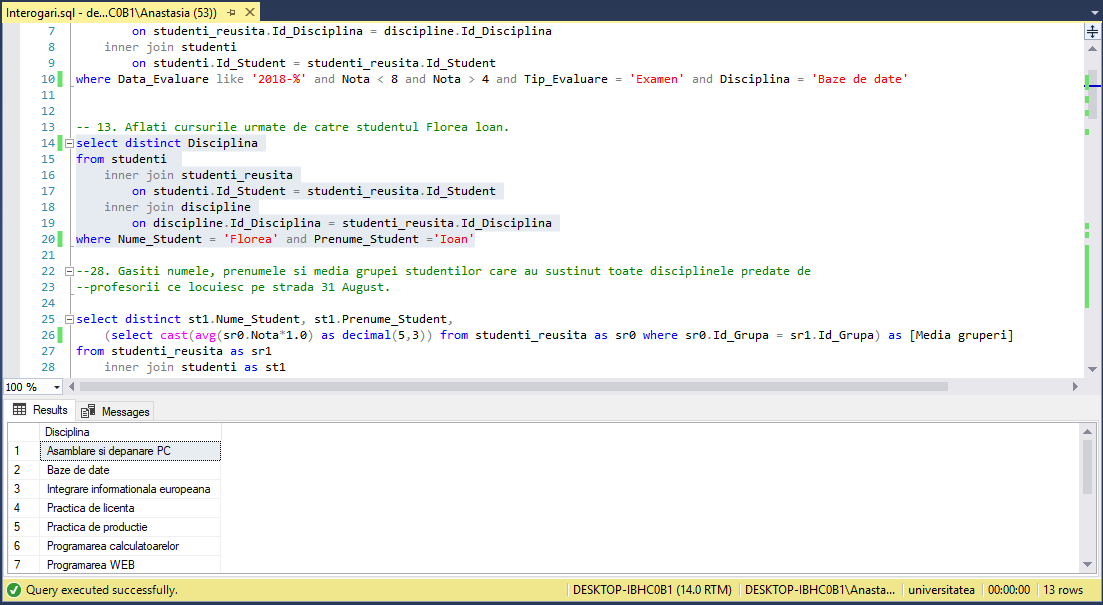 Interogari.sql - de...C0B1\Anastasia (53))
7 on studenti_reusita.Id_Disciplina = discipline.Id_Disciplina
8 inner join studenti
9 on studenti.Id_Student = studenti_reusita.Id_Student
10 where Data_Evaluare like '2018-%' and Nota < 8 and Nota > 4 and Tip_Evaluare = 'Examen' and Disciplina = 'Baze de date'
11
12
13 -- 13. Aflati cursurile urmate de catre studentul Florea loan.
14 select distinct Disciplina
15 from studenti
16 inner join studenti_reusita
17 on studenti.Id_Student = studenti_reusita.Id_Student
18 inner join discipline
19 on discipline.Id_Disciplina = studenti_reusita.Id_Disciplina
20 where Nume_Student = 'Florea' and Prenume_Student ='Ioan'
21
22 --28. Gasiti numele, prenumele si media grupei studentilor care au sustinut toate disciplinele predate de
23 --profesorii ce locuiesc pe strada 31 August.
24
25 select distinct st1.Nume_Student, st1.Prenume_Student,
26 (select cast(avg(sr0.Nota*1.0) as decimal(5,3)) from studenti_reusita as sr0 where sr0.Id_Grupa = sr1.Id_Grupa) as [Media gruperi]
27 from studenti_reusita as sr1
28 inner join studenti as st1
100 %
Results Messages
Disciplina
1 Asamblare si depanare PC
2 Baze de date
3 Integrare informationala europeana
4 Practica de licenta
5 Practica de productie
6 Programarea calculatoarelor
7 Programarea WEB
Query executed successfully. DESKTOP-IBHC0B1 (14.0 RTM) DESKTOP-IBHC0B1\Anasta... universitatea 00:00:00 13 rows